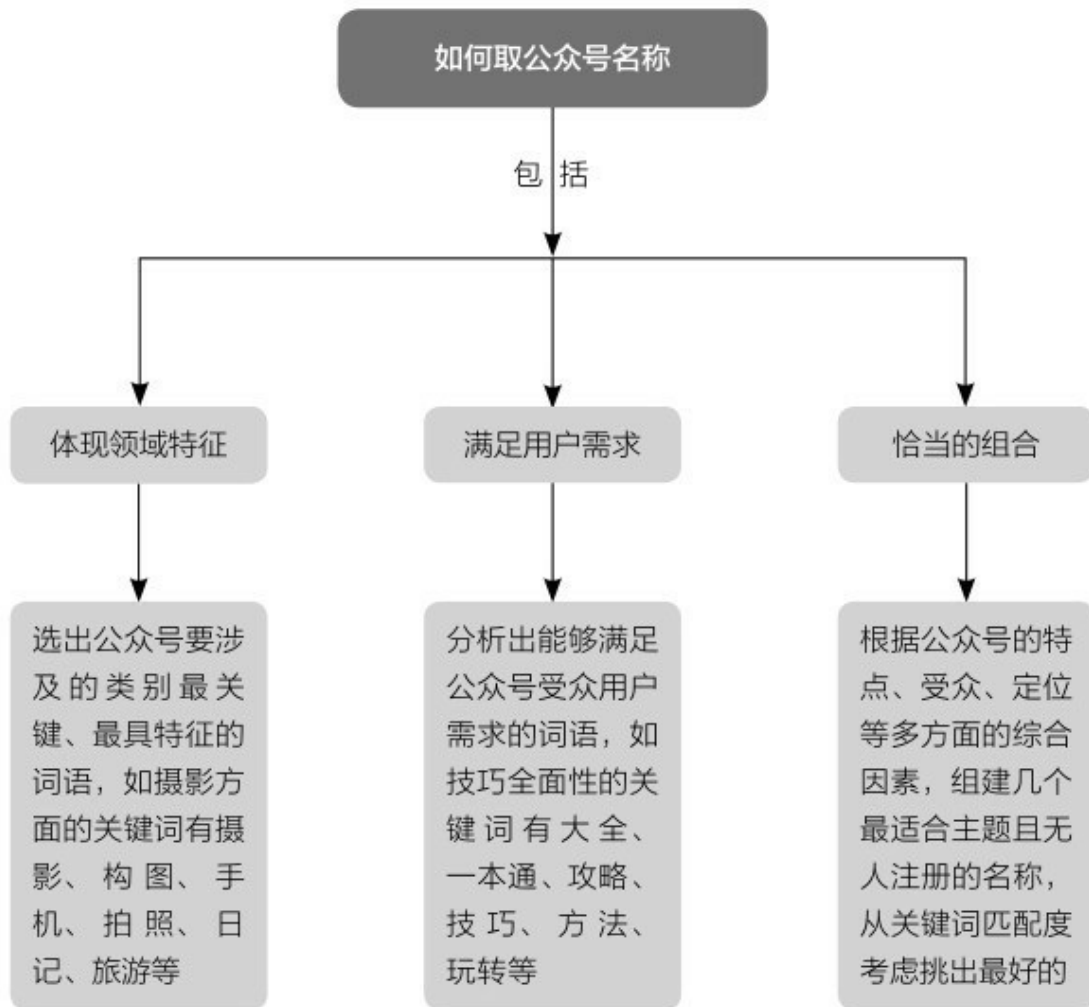 如何取公众号名称
包括
体现领域特征
满足用户需求
恰当的组合
选出公众号要涉
及的类别最关
键、最具特征的
词语，如摄影方
面的关键词有摄
影、构图、手
机、拍照、日
记、旅游等
分析出能够满足
公众号受众用户
需求的词语，如
技巧全面性的关
键词有大全、
一本通、攻略、
技巧、方法、
玩转等
根据公众号的特
点、受众、定位
等多方面的综合
因素，组建几个
最适合主题且无
人注册的名称，
从关键词匹配度
考虑挑出最好的